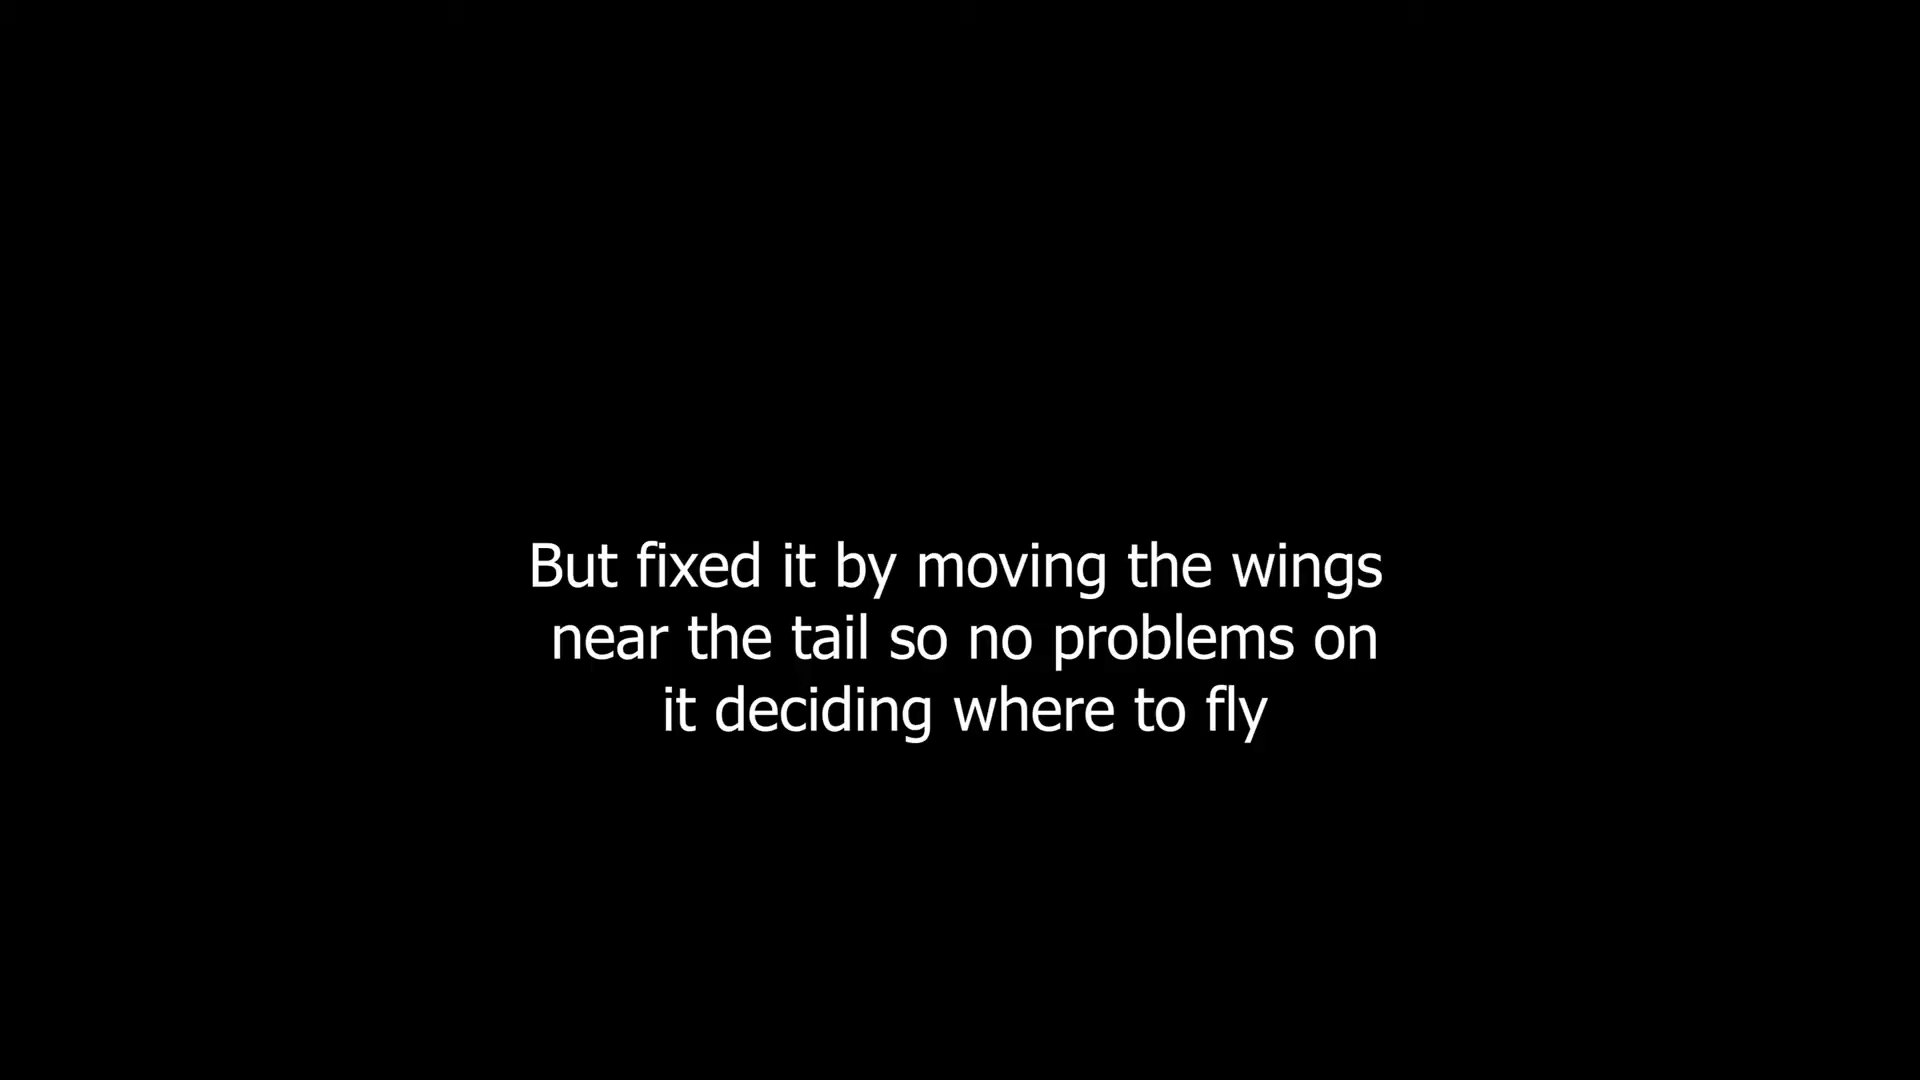 But fixed it by moving the wings
near the tail so no problems on
it deciding where to fly